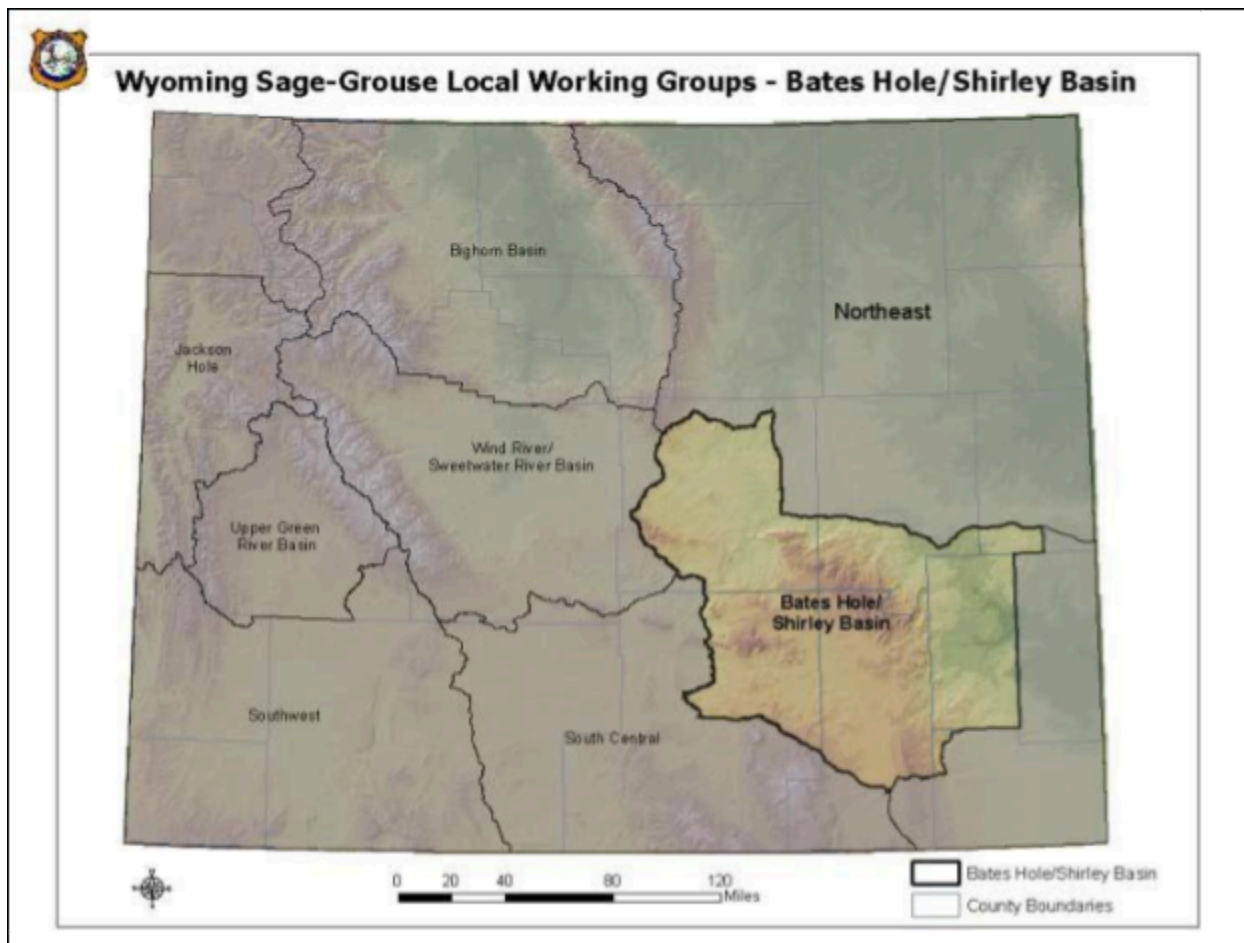 Wyoming Sage-Grouse Local Working Groups - Bates Hole/Shirley Basin
Bighorn Basin
Northeast
Jackson
Hole
Wind River/
Sweetwater River Basin
Upper Green
River Basin
Bates Hole/
Shirley Basin
Southwest
South Central
0 20 40 80 120
Miles
Bates Hole/Shirley Basin
County Boundaries